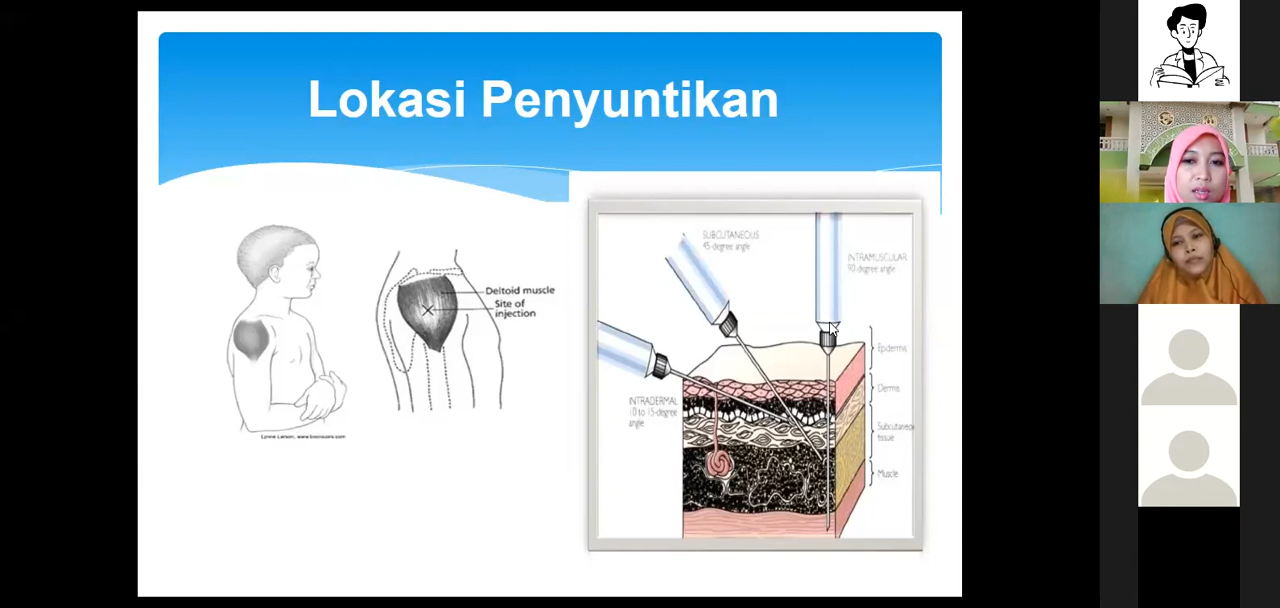 Lokasi Penyuntikan
Deltoid muscle
Site of
injection
SUBCUTANEOUS
45-degree angle
INTRAMUSCULAR
90 degree angle
INTRADERMAL
10 to 15-degree
angle
Epidermis
Dermis
Subcutaneous
tissue
Muscle